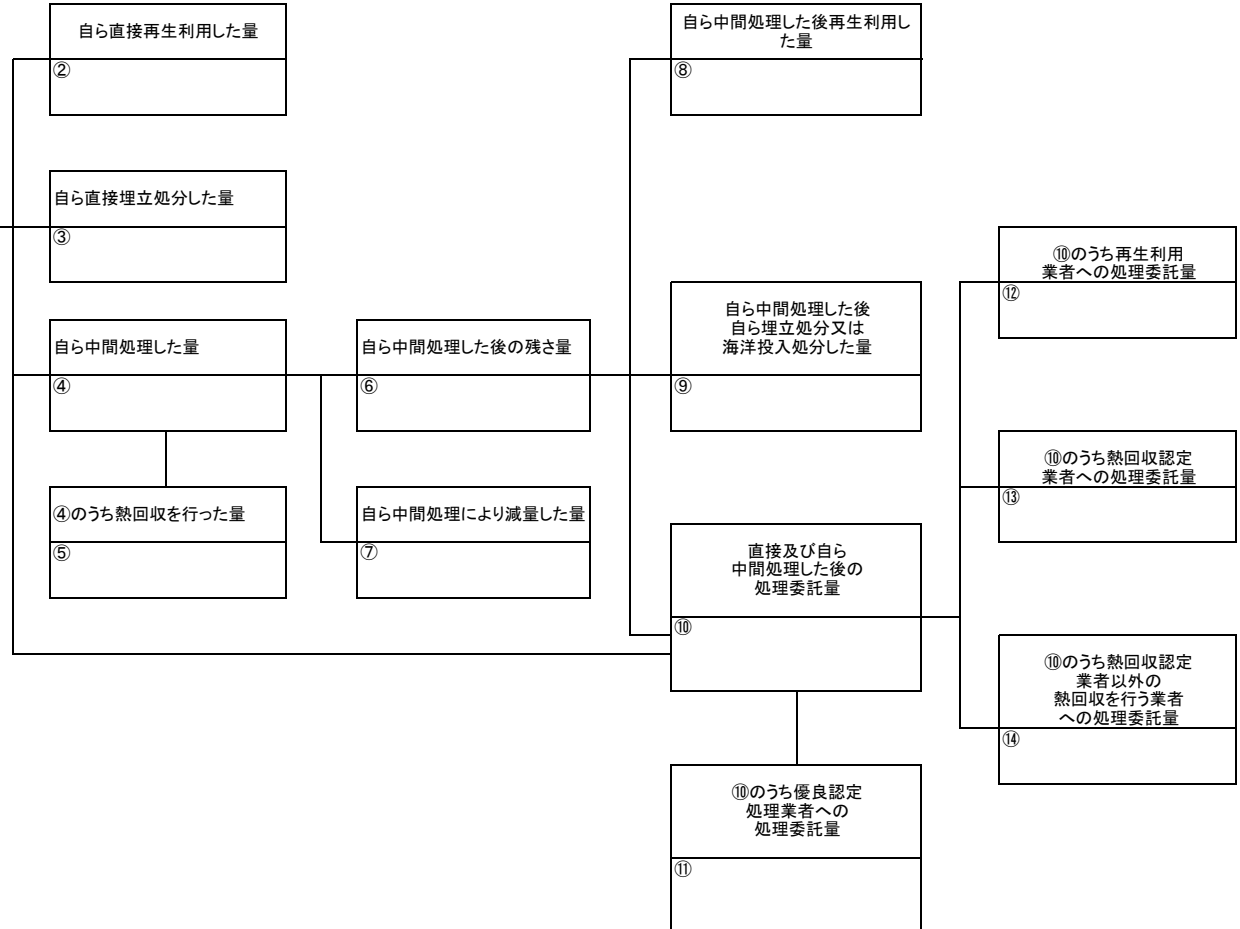 自ら直接再生利用した量
②
自ら直接埋立処分した量
③
自ら中間処理した量
④
④のうち熱回収を行った量
⑤
自ら中間処理した後の残さ量
⑥
自ら中間処理により減量した量
⑦
自ら中間処理した後再生利用し
た量
⑧
自ら中間処理した後
自ら埋立処分又は
海洋投入処分した量
⑨
直接及び自ら
中間処理した後の
処理委託量
⑩
⑩のうち優良認定
処理業者への
処理委託量
⑪
⑩のうち再生利用
業者への処理委託量
⑫
⑩のうち熱回収認定
業者への処理委託量
⑬
⑩のうち熱回収認定
業者以外の
熱回収を行う業者
への処理委託量
⑭